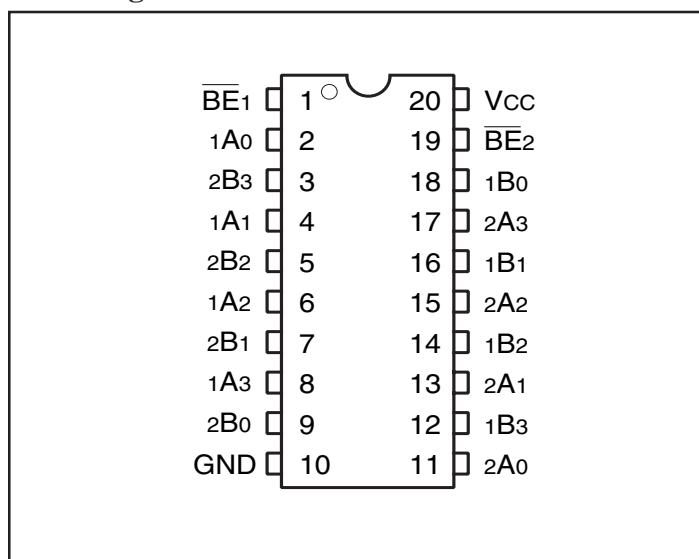 g
B̅E̅1 1 20 VCC
1A0 2 19 B̅E̅2
2B3 3 18 1B0
1A1 4 17 2A3
2B2 5 16 1B1
1A2 6 15 2A2
2B1 7 14 1B2
1A3 8 13 2A1
2B0 9 12 1B3
GND 10 11 2A0